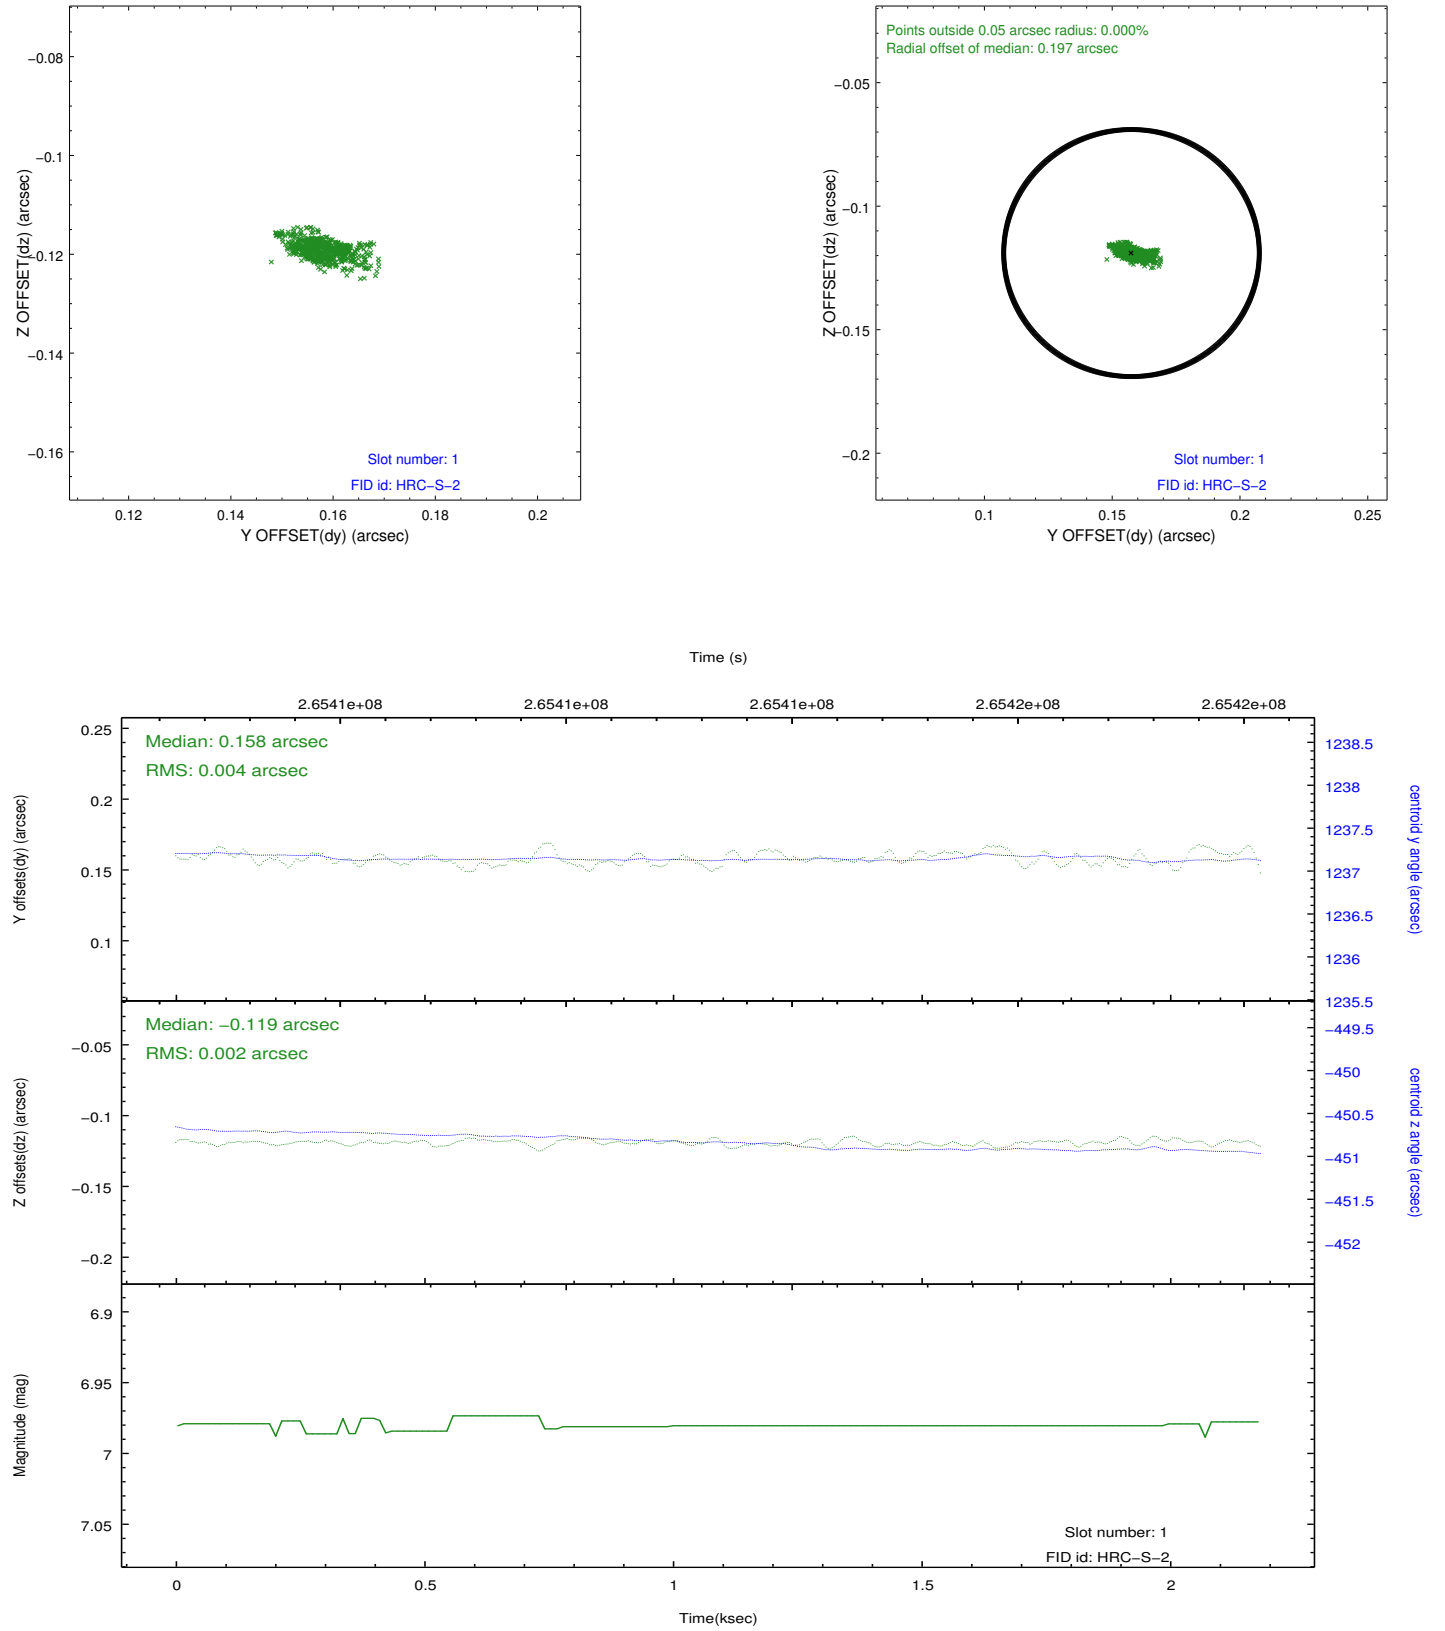 −0.08
−0.1
−0.12
−0.14
−0.16
Z OFFSET(dz) (arcsec)
Slot number: 1
FID id: HRC−S−2
0.12
0.14
0.16
0.18
0.2
Y OFFSET(dy) (arcsec)
Points outside 0.05 arcsec radius: 0.000%
Radial offset of median: 0.197 arcsec
−0.05
−0.1
−0.15
−0.2
Z OFFSET(dz) (arcsec)
Slot number: 1
FID id: HRC−S−2
0.1
0.15
0.2
0.25
Y OFFSET(dy) (arcsec)
Time (s)
2.6541e+08
2.6541e+08
2.6541e+08
2.6542e+08
2.6542e+08
Median: 0.158 arcsec
RMS: 0.004 arcsec
0.25
0.2
0.15
0.1
Y offsets(dy) (arcsec)
1238.5
1238
1237.5
1237
1236.5
1236
1235.5
centroid y angle (arcsec)
Median: −0.119 arcsec
RMS: 0.002 arcsec
−0.05
−0.1
−0.15
−0.2
Z offsets(dz) (arcsec)
−449.5
−450
−450.5
−451
−451.5
−452
centroid z angle (arcsec)
6.9
6.95
7
7.05
Magnitude (mag)
Slot number: 1
FID id: HRC−S−2
0
0.5
1
1.5
2
Time(ksec)